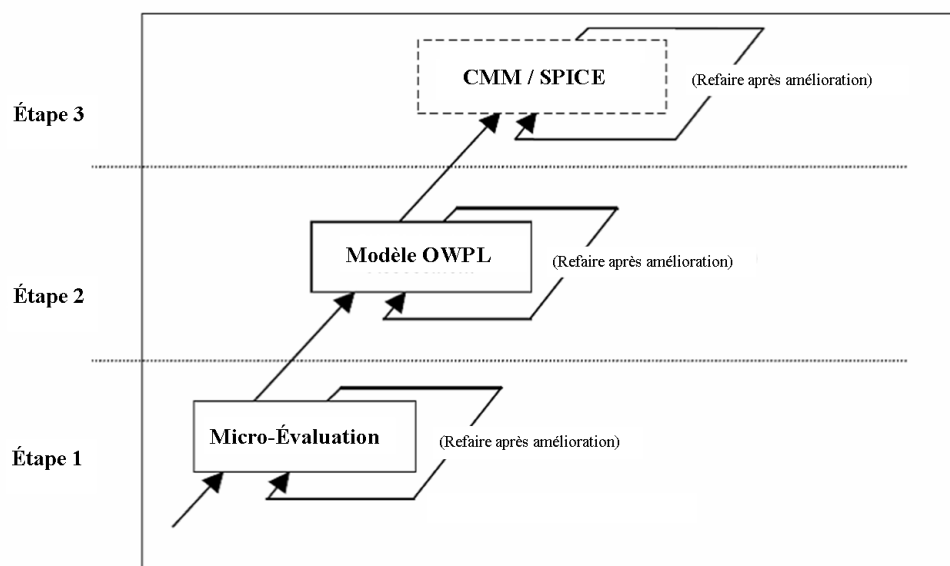 CMM / SPICE
(Refaire après amélioration)
Étape 3
Modèle OWPL
(Refaire après amélioration)
Étape 2
Micro-Évaluation
(Refaire après amélioration)
Étape 1